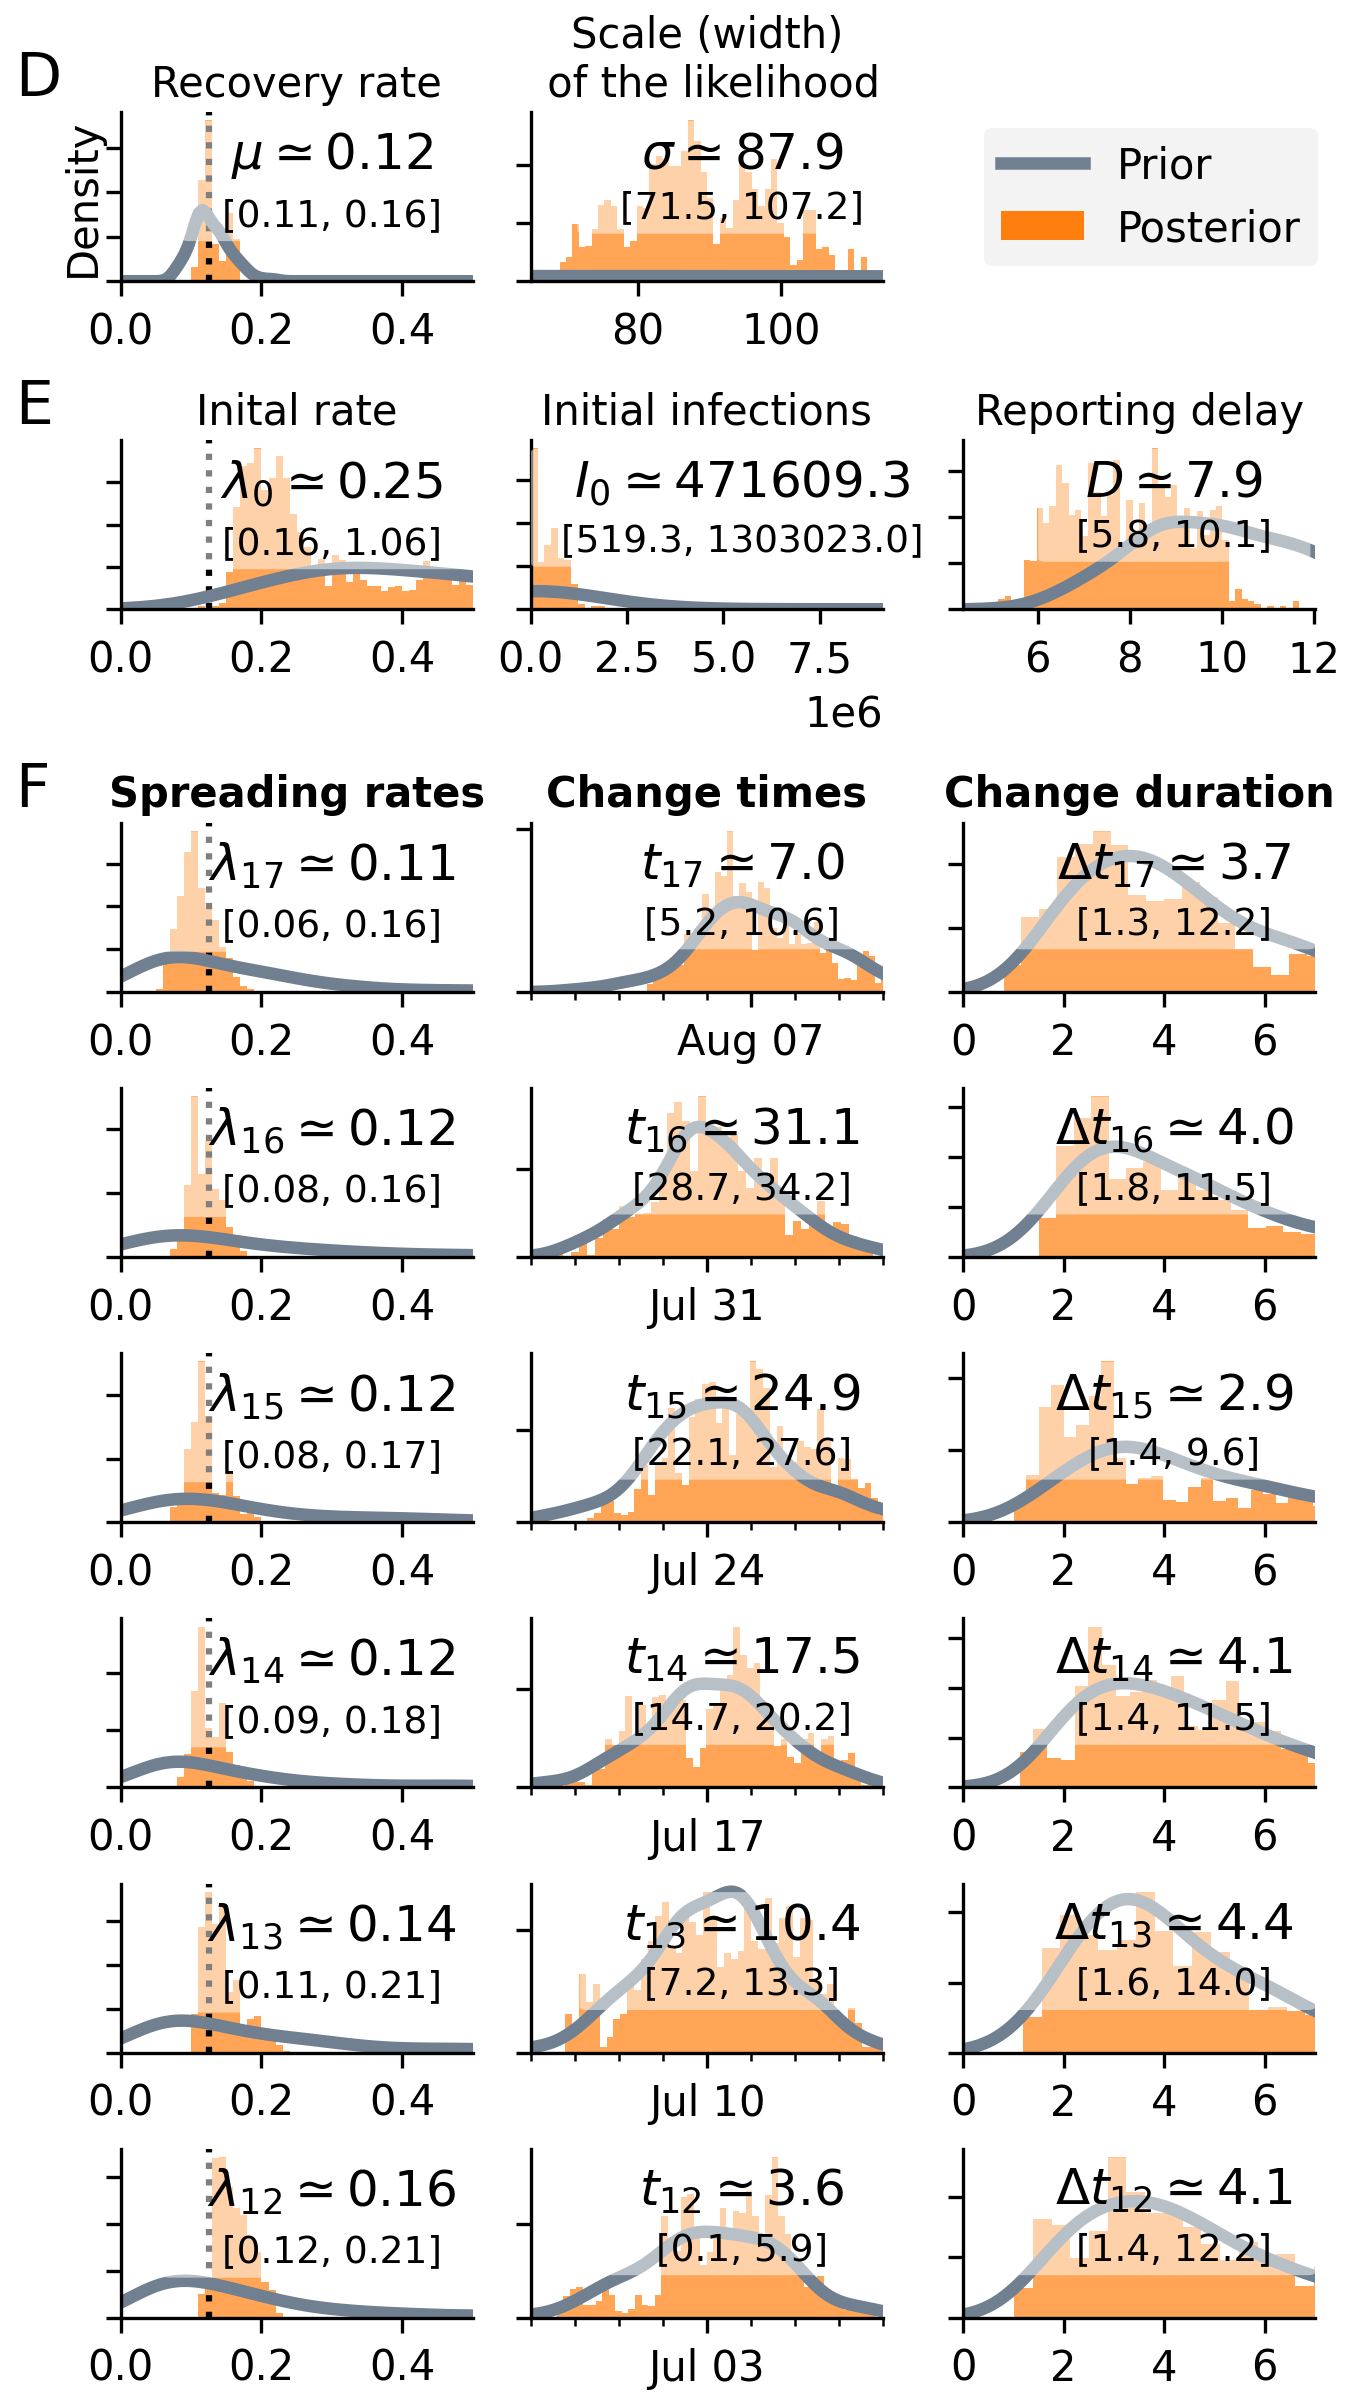 D
Recovery rate
Scale (width)
of the likelihood
Density
μ ≃ 0.12
[0.11, 0.16]
0.0 0.2 0.4
σ ≃ 87.9
[71.5, 107.2]
80 100
Prior
Posterior
E
Inital rate
λ0 ≃ 0.25
[0.16, 1.06]
0.0 0.2 0.4
Initial infections
I0 ≃ 471609.3
[519.3, 1303023.0]
0.0 2.5 5.0 7.5
1e6
Reporting delay
D ≃ 7.9
[5.8, 10.1]
6 8 10 12
F
Spreading rates Change times Change duration
λ17 ≃ 0.11
[0.06, 0.16]
0.0 0.2 0.4
t17 ≃ 7.0
[5.2, 10.6]
Aug 07
Δt17 ≃ 3.7
[1.3, 12.2]
0 2 4 6
λ16 ≃ 0.12
[0.08, 0.16]
0.0 0.2 0.4
t16 ≃ 31.1
[28.7, 34.2]
Jul 31
Δt16 ≃ 4.0
[1.8, 11.5]
0 2 4 6
λ15 ≃ 0.12
[0.08, 0.17]
0.0 0.2 0.4
t15 ≃ 24.9
[22.1, 27.6]
Jul 24
Δt15 ≃ 2.9
[1.4, 9.6]
0 2 4 6
λ14 ≃ 0.12
[0.09, 0.18]
0.0 0.2 0.4
t14 ≃ 17.5
[14.7, 20.2]
Jul 17
Δt14 ≃ 4.1
[1.4, 11.5]
0 2 4 6
λ13 ≃ 0.14
[0.11, 0.21]
0.0 0.2 0.4
t13 ≃ 10.4
[7.2, 13.3]
Jul 10
Δt13 ≃ 4.4
[1.6, 14.0]
0 2 4 6
λ12 ≃ 0.16
[0.12, 0.21]
0.0 0.2 0.4
t12 ≃ 3.6
[0.1, 5.9]
Jul 03
Δt12 ≃ 4.1
[1.4, 12.2]
0 2 4 6